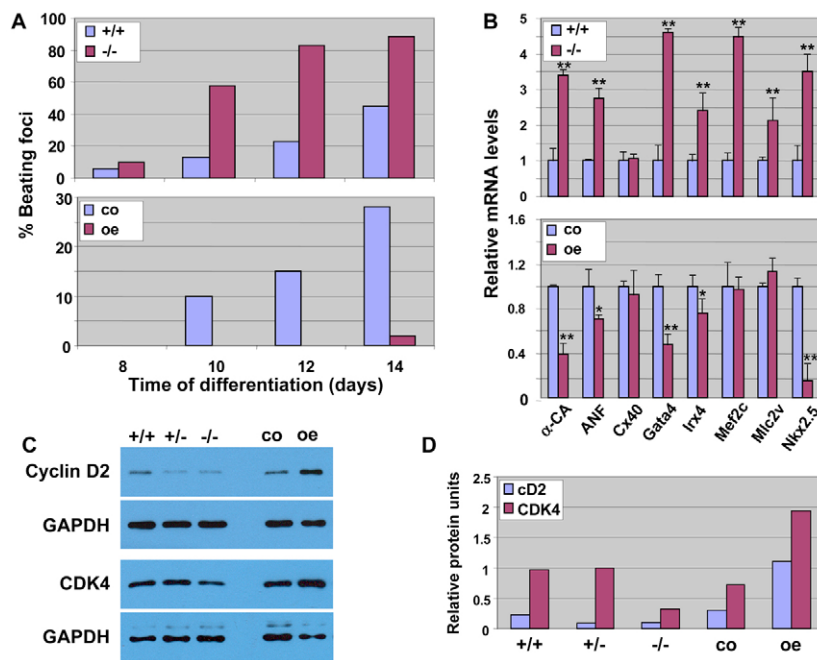 A
+/+
-/-
100
80
60
40
20
0
% Beating foci
co
oe
30
20
10
0
8 10 12 14
Time of differentiation (days)
B
+/+
-/-
5
4
3
2
1
0
** ** ** ** ** ** **
Relative mRNA levels
co
oe
1.6
1.2
0.8
0.4
0
** * ** * **
α-CA ANF Cx40 Gata4 Irx4 Mef2c Mlc2v Nkx2.5
C
+/+ +/- -/- co oe
Cyclin D2
GAPDH
CDK4
GAPDH
D
cD2
CDK4
2.5
2
1.5
1
0.5
0
Relative protein units
+/+ +/- -/- co oe